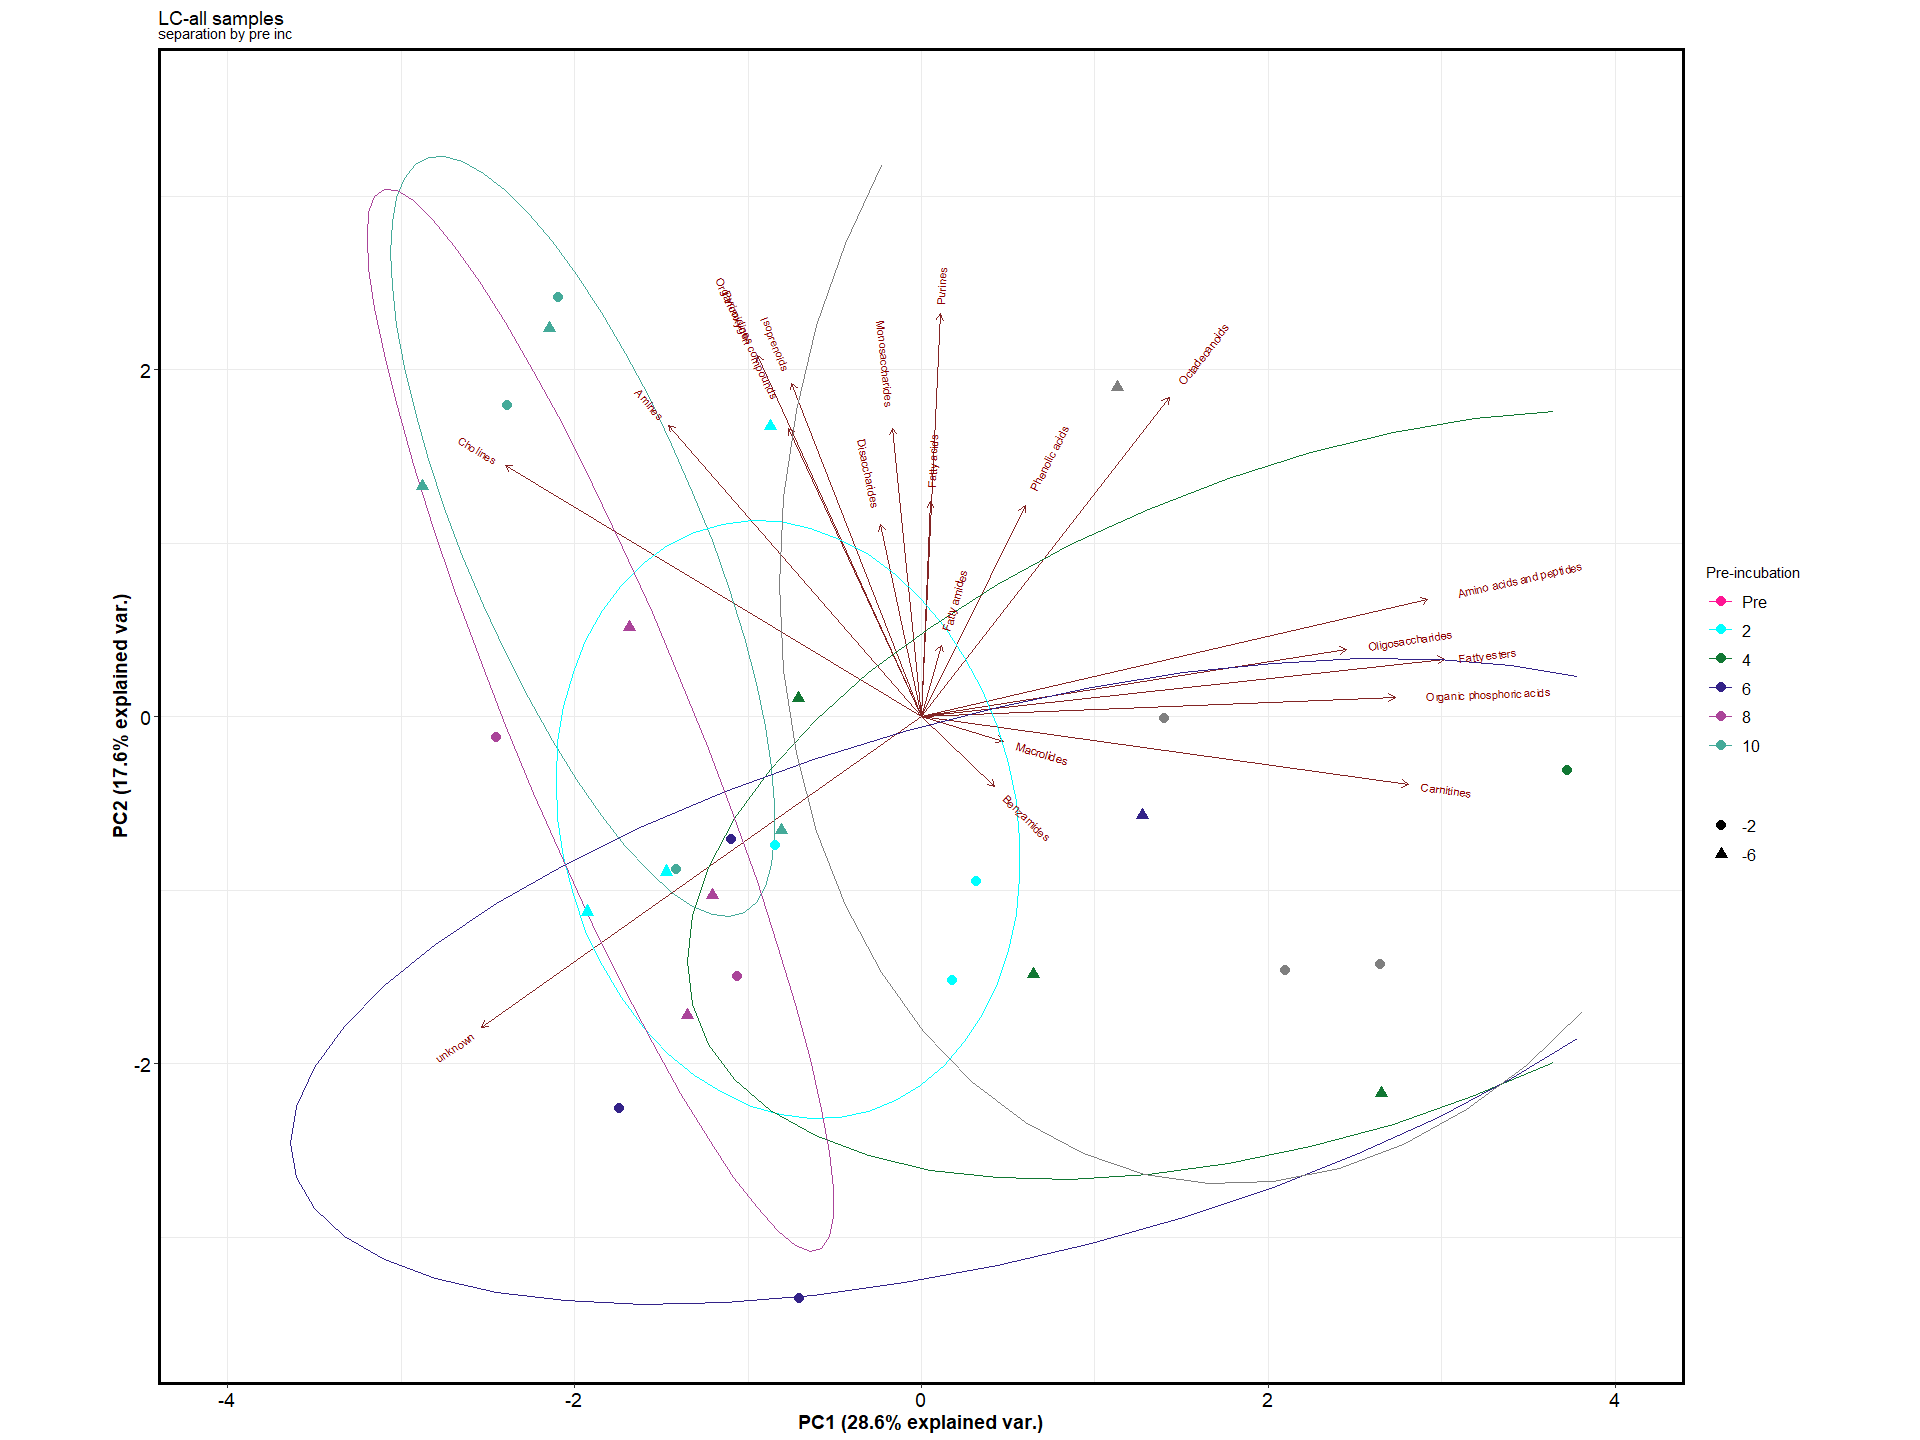 LC-all samples
separation by pre inc
Purines
Organooxygen compounds
Isoprenoids
Monosaccharides
Octadecanoids
Amines
Cholines
Disaccharides
Fatty acids
Phenolic acids
Fatty amides
Amino acids and peptides
Oligosaccharides
Fatty esters
Organic phosphoric acids
Macrolides
Carnitines
Benzamides
unknown
2
0
-2
-4
-2
0
2
4
PC1 (28.6% explained var.)
PC2 (17.6% explained var.)
Pre-incubation
Pre
2
4
6
8
10
-2
-6